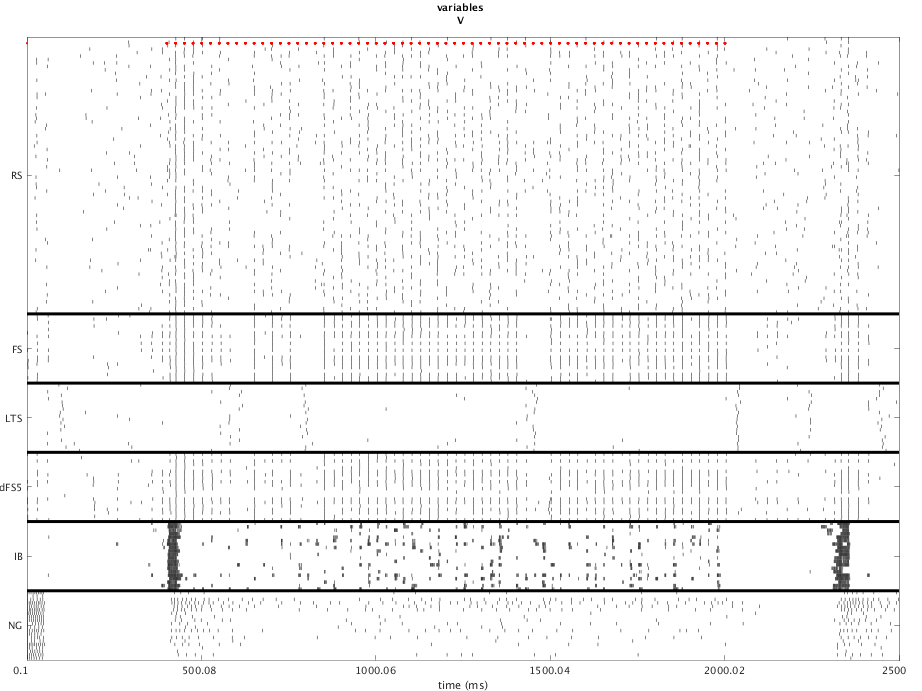 variables
V
RS
FS
LTS
dFS5
IB
NG
0.1
500.08
1000.06
1500.04
2000.02
2500
time (ms)